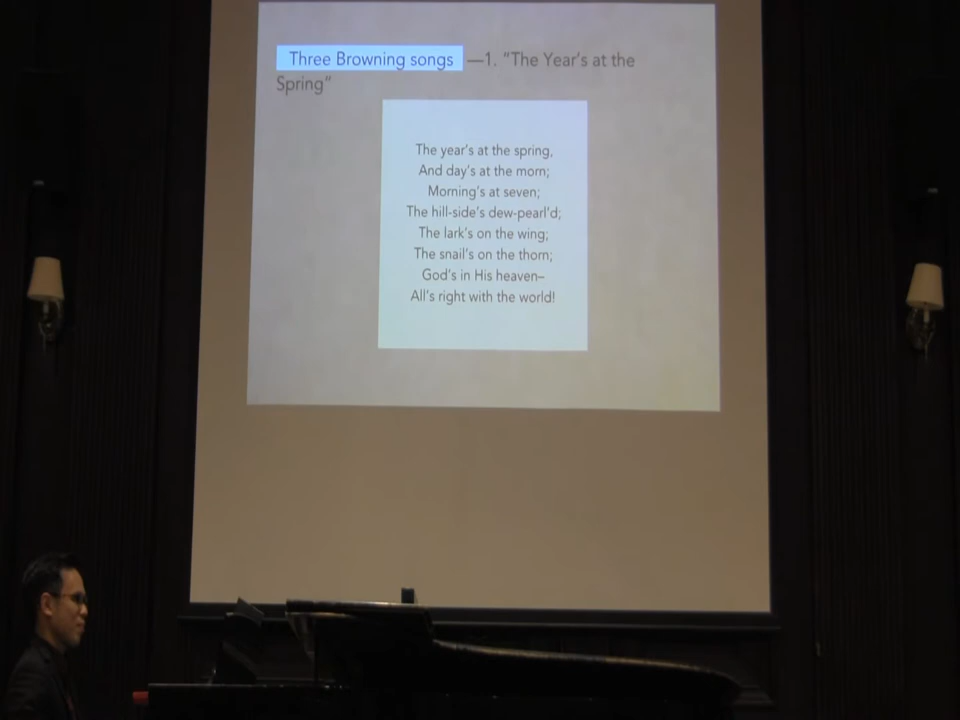 Three Browning songs —1. “The Year’s at the
Spring”
The year’s at the spring,
And day’s at the morn;
Morning’s at seven;
The hill-side’s dew-pearl’d;
The lark’s on the wing;
The snail’s on the thorn;
God’s in His heaven–
All’s right with the world!